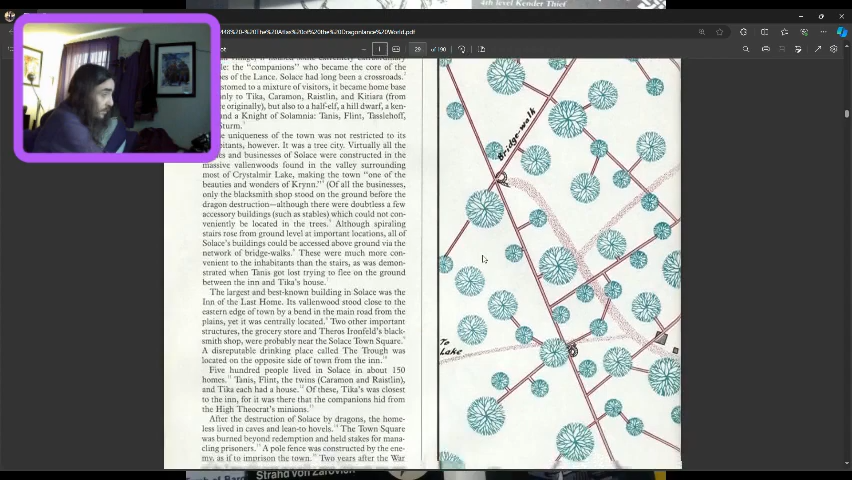 4th level Kender Thief
448 - The Atlas of the Dragonlance World.pdf
29 of 190
the "companions" who became the core of the
of the Lance. Solace had long been a crossroads.
to a mixture of visitors, it became home base
only to Tika, Caramon, Raistlin, and Kitiara (from
originally), but also to a half-elf, a hill dwarf, a ken-
and a Knight of Solamnia: Tanis, Flint, Tasslehoff,
Sturm.
uniqueness of the town was not restricted to its
however. It was a tree city. Virtually all the
and businesses of Solace were constructed in the
massive vallenwoods found in the valley surrounding
most of Crystalmir Lake, making the town "one of the
beauties and wonders of Krynn." (Of all the businesses,
only the blacksmith shop stood on the ground before the
dragon destruction—although there were doubtless a few
accessory buildings (such as stables) which could not con-
veniently be located in the trees. Although spiraling
stairs rose from ground level at important locations, all of
Solace's buildings could be accessed above ground via the
network of bridge-walks. These were much more con-
venient to the inhabitants than the stairs, as was demon-
strated when Tanis got lost trying to flee on the ground
between the inn and Tika's house.
The largest and best-known building in Solace was the
Inn of the Last Home. Its vallenwood stood close to the
eastern edge of town by a bend in the main road from the
plains, yet it was centrally located. Two other important
structures, the grocery store and Theros Ironfeld's black-
smith shop, were probably near the Solace Town Square.
A disreputable drinking place called The Trough was
located on the opposite side of town from the inn.
Five hundred people lived in Solace in about 150
homes. Tanis, Flint, the twins (Caramon and Raistlin),
and Tika each had a house. Of these, Tika's was closest
to the inn, for it was there that the companions hid from
the High Theocrat's minions.
After the destruction of Solace by dragons, the home-
less lived in caves and lean-to hovels. The Town Square
was burned beyond redemption and held stakes for mana-
cling prisoners. A pole fence was constructed by the ene-
my, as if to imprison the town. Two years after the War
Bridge-walk
To
Lake
Strahd von Zarovich